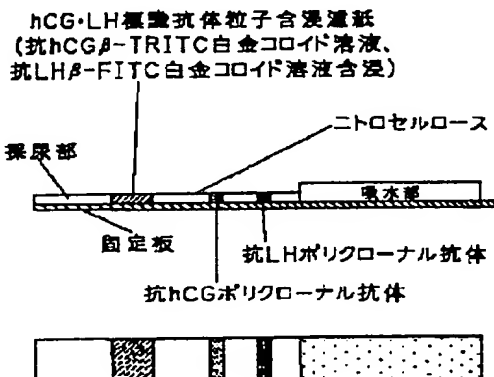 hCG・LH標識抗体粒子含浸濾紙
(抗hCGβ-TRITC白金コロイド溶液、
抗LHβ-FITC白金コロイド溶液含浸)
ニトロセルロース
採尿部
吸水部
固定板
抗LHポリクローナル抗体
抗hCGポリクローナル抗体